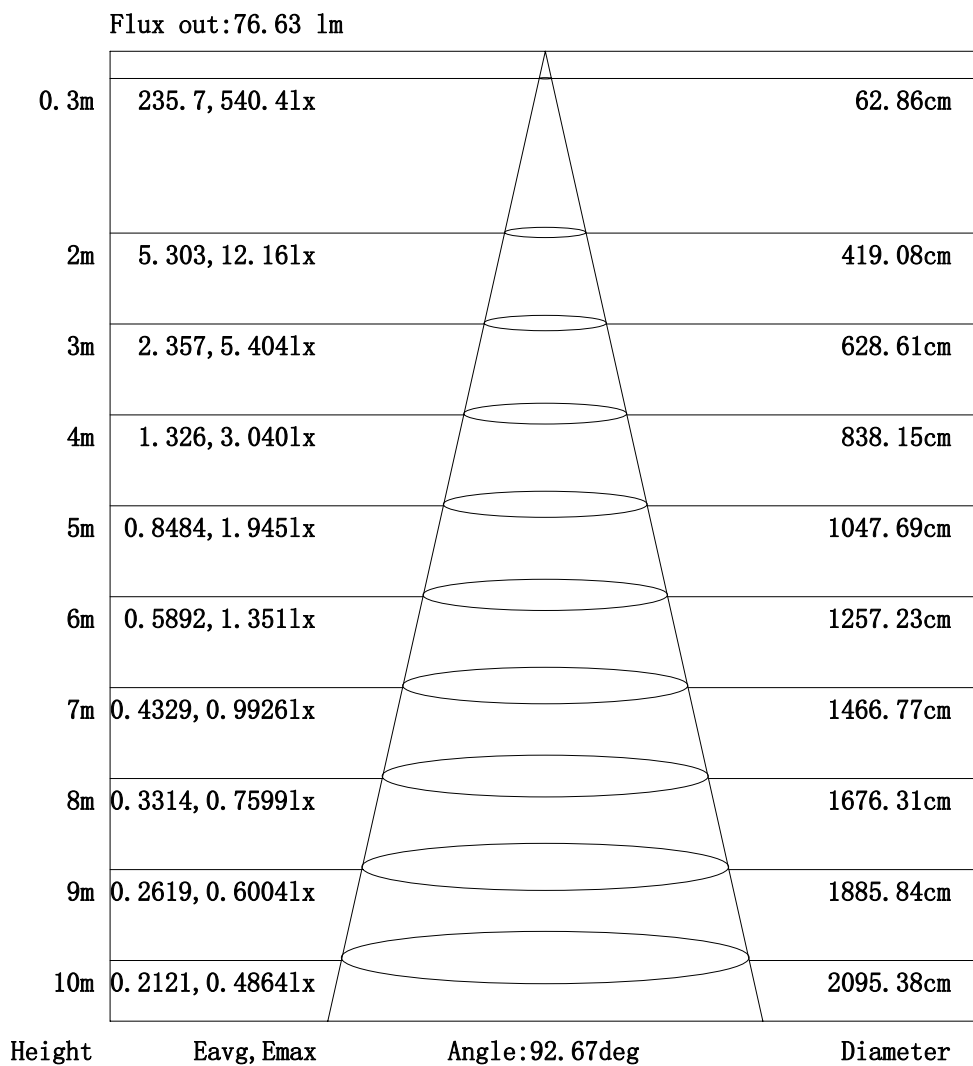 Flux out:76.63 lm
0.3m 235.7,540.4lx 62.86cm
2m 5.303,12.16lx 419.08cm
3m 2.357,5.404lx 628.61cm
4m 1.326,3.040lx 838.15cm
5m 0.8484,1.945lx 1047.69cm
6m 0.5892,1.351lx 1257.23cm
7m 0.4329,0.9926lx 1466.77cm
8m 0.3314,0.7599lx 1676.31cm
9m 0.2619,0.6004lx 1885.84cm
10m 0.2121,0.4864lx 2095.38cm
Height Eavg,Emax Angle:92.67deg Diameter